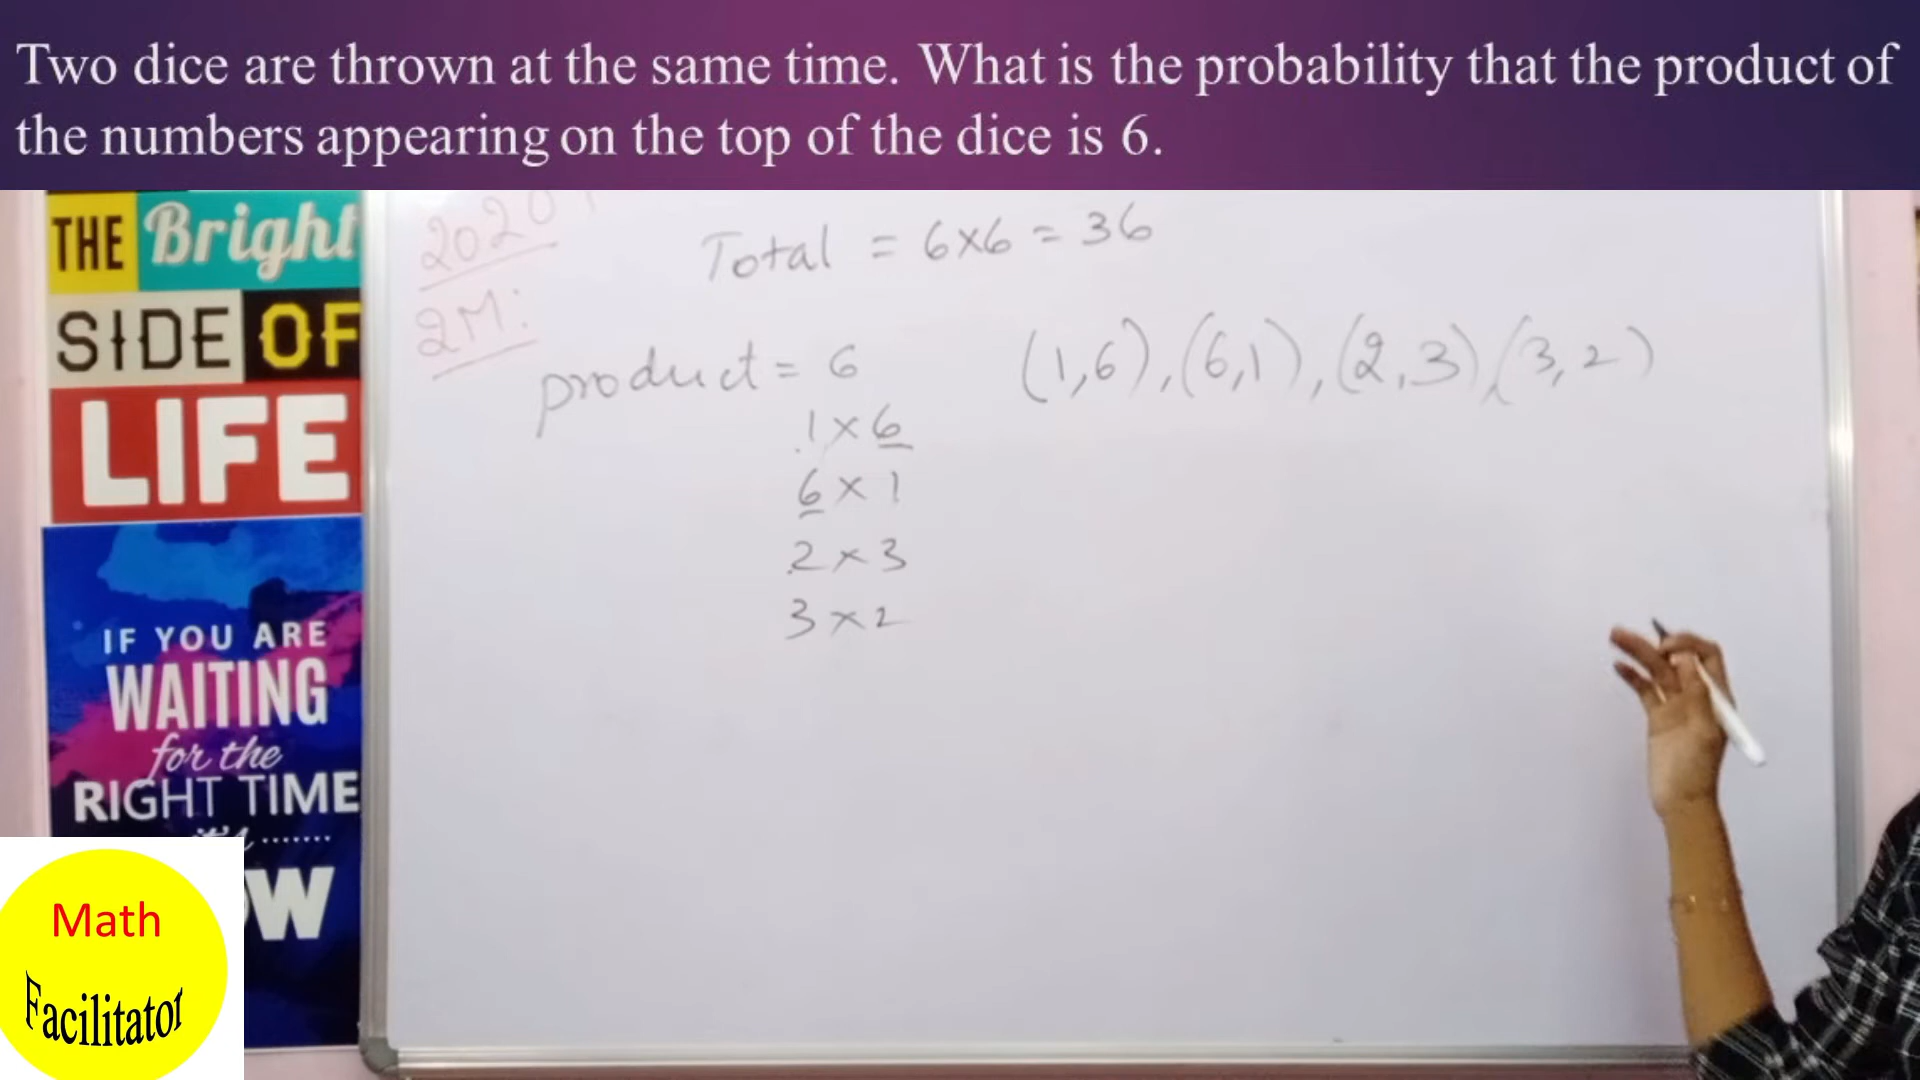 Two dice are thrown at the same time. What is the probability that the product of
the numbers appearing on the top of the dice is 6.
THE Bright
SIDE OF
LIFE
IF YOU ARE
WAITING
for the
RIGHT TIME
it's .......
OW
Math
Facilitator
2020
2M:
Total = 6×6 = 36
product = 6
(1,6), (6,1), (2,3), (3,2)
1 × 6
6 × 1
2 × 3
3 × 2